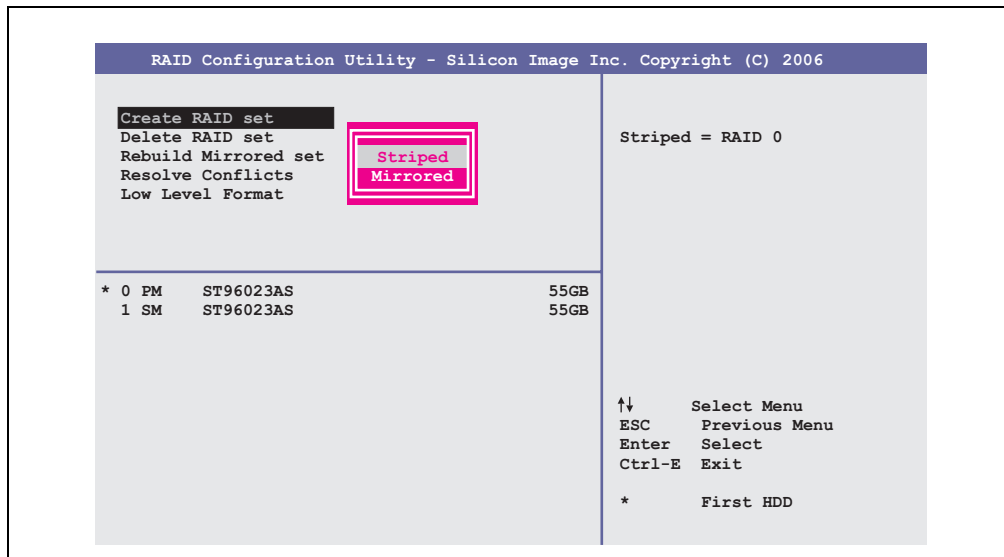 RAID Configuration Utility - Silicon Image Inc. Copyright (C) 2006
Create RAID set
Delete RAID set
Rebuild Mirrored set
Resolve Conflicts
Low Level Format
Striped
Mirrored
Striped = RAID 0
* 0 PM ST96023AS 55GB
1 SM ST96023AS 55GB
↑↓ Select Menu
ESC Previous Menu
Enter Select
Ctrl-E Exit
* First HDD